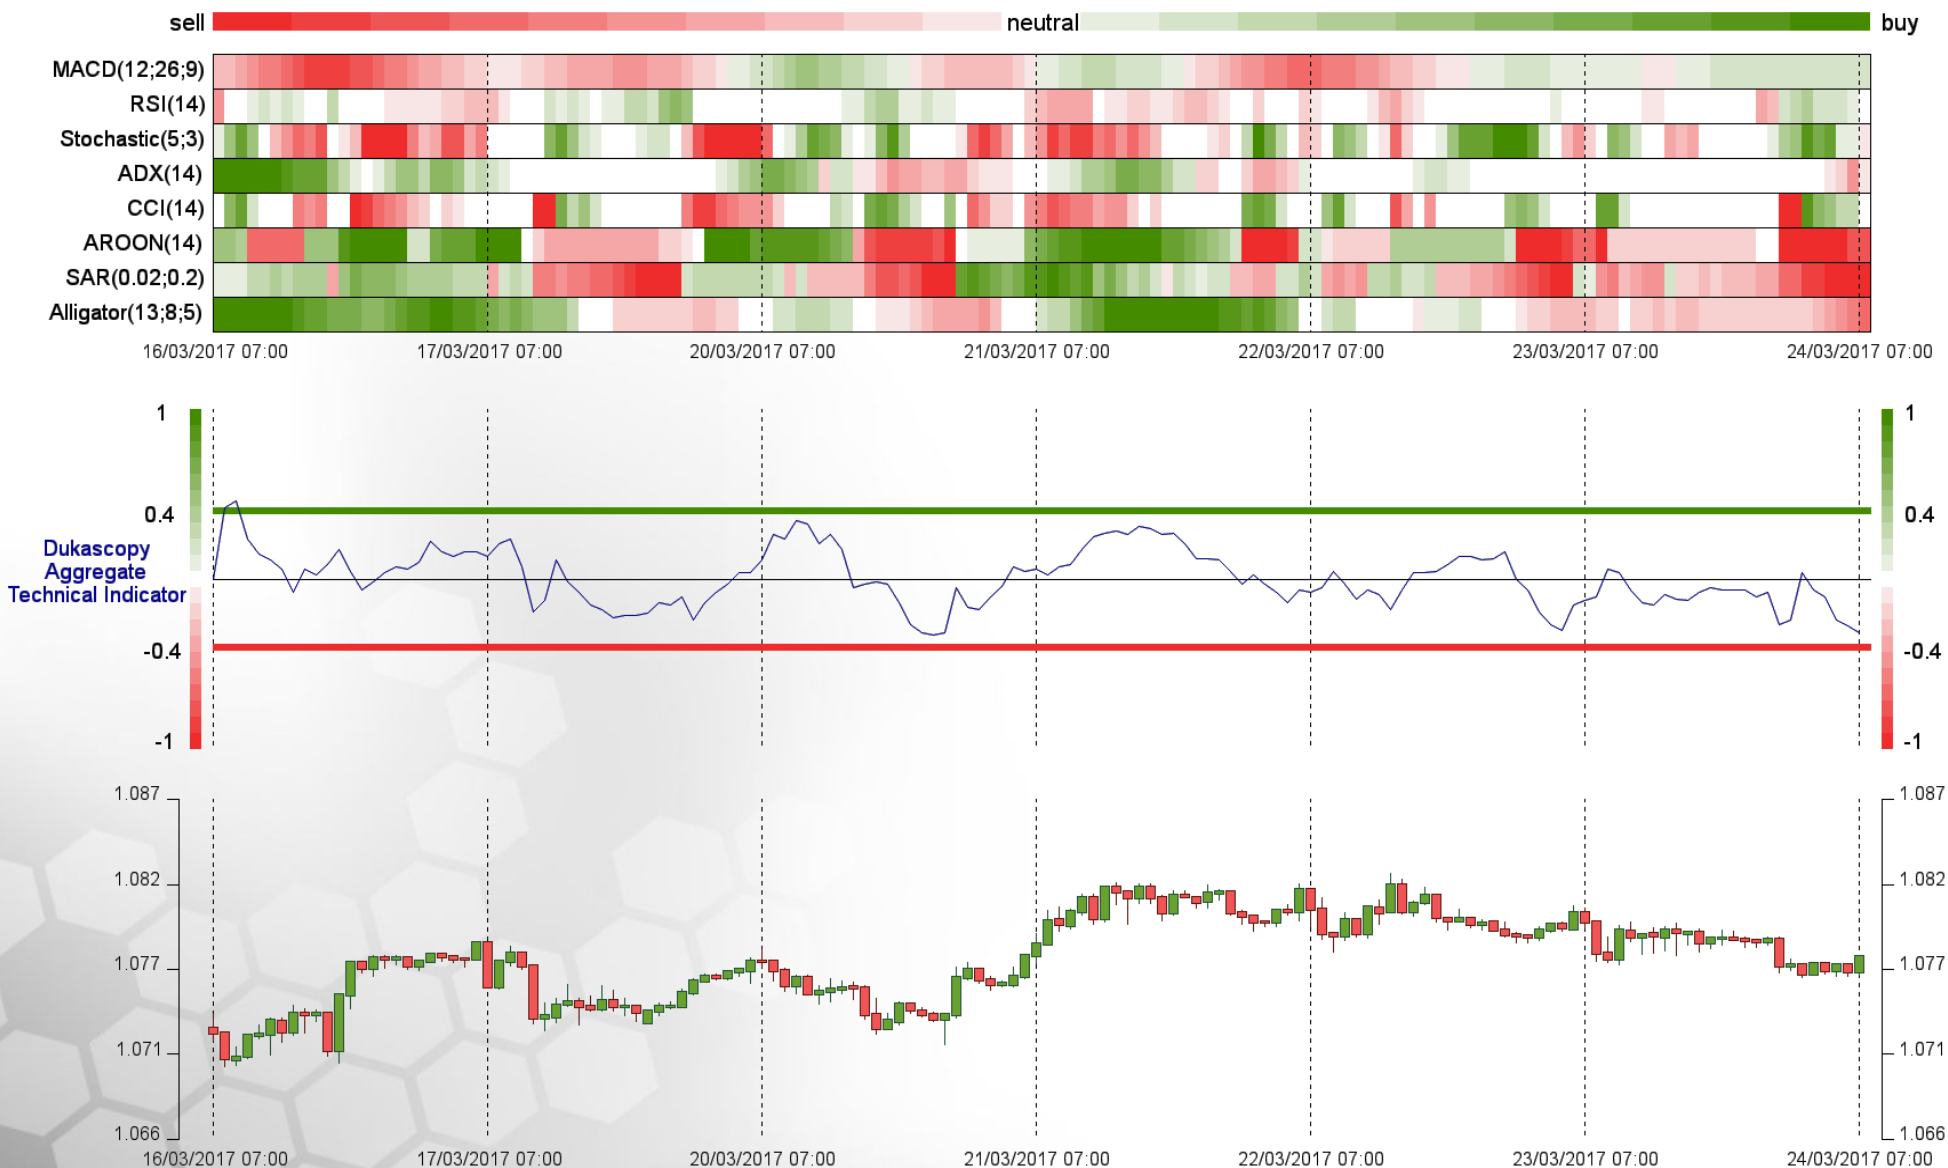 sell neutral buy
MACD(12;26;9)
RSI(14)
Stochastic(5;3)
ADX(14)
CCI(14)
AROON(14)
SAR(0.02;0.2)
Alligator(13;8;5)
16/03/2017 07:00 17/03/2017 07:00 20/03/2017 07:00 21/03/2017 07:00 22/03/2017 07:00 23/03/2017 07:00 24/03/2017 07:00
1 1
0.4 0.4
Dukascopy
Aggregate
Technical Indicator
-0.4 -0.4
-1 -1
1.087 1.087
1.082 1.082
1.077 1.077
1.071 1.071
1.066 1.066
16/03/2017 07:00 17/03/2017 07:00 20/03/2017 07:00 21/03/2017 07:00 22/03/2017 07:00 23/03/2017 07:00 24/03/2017 07:00